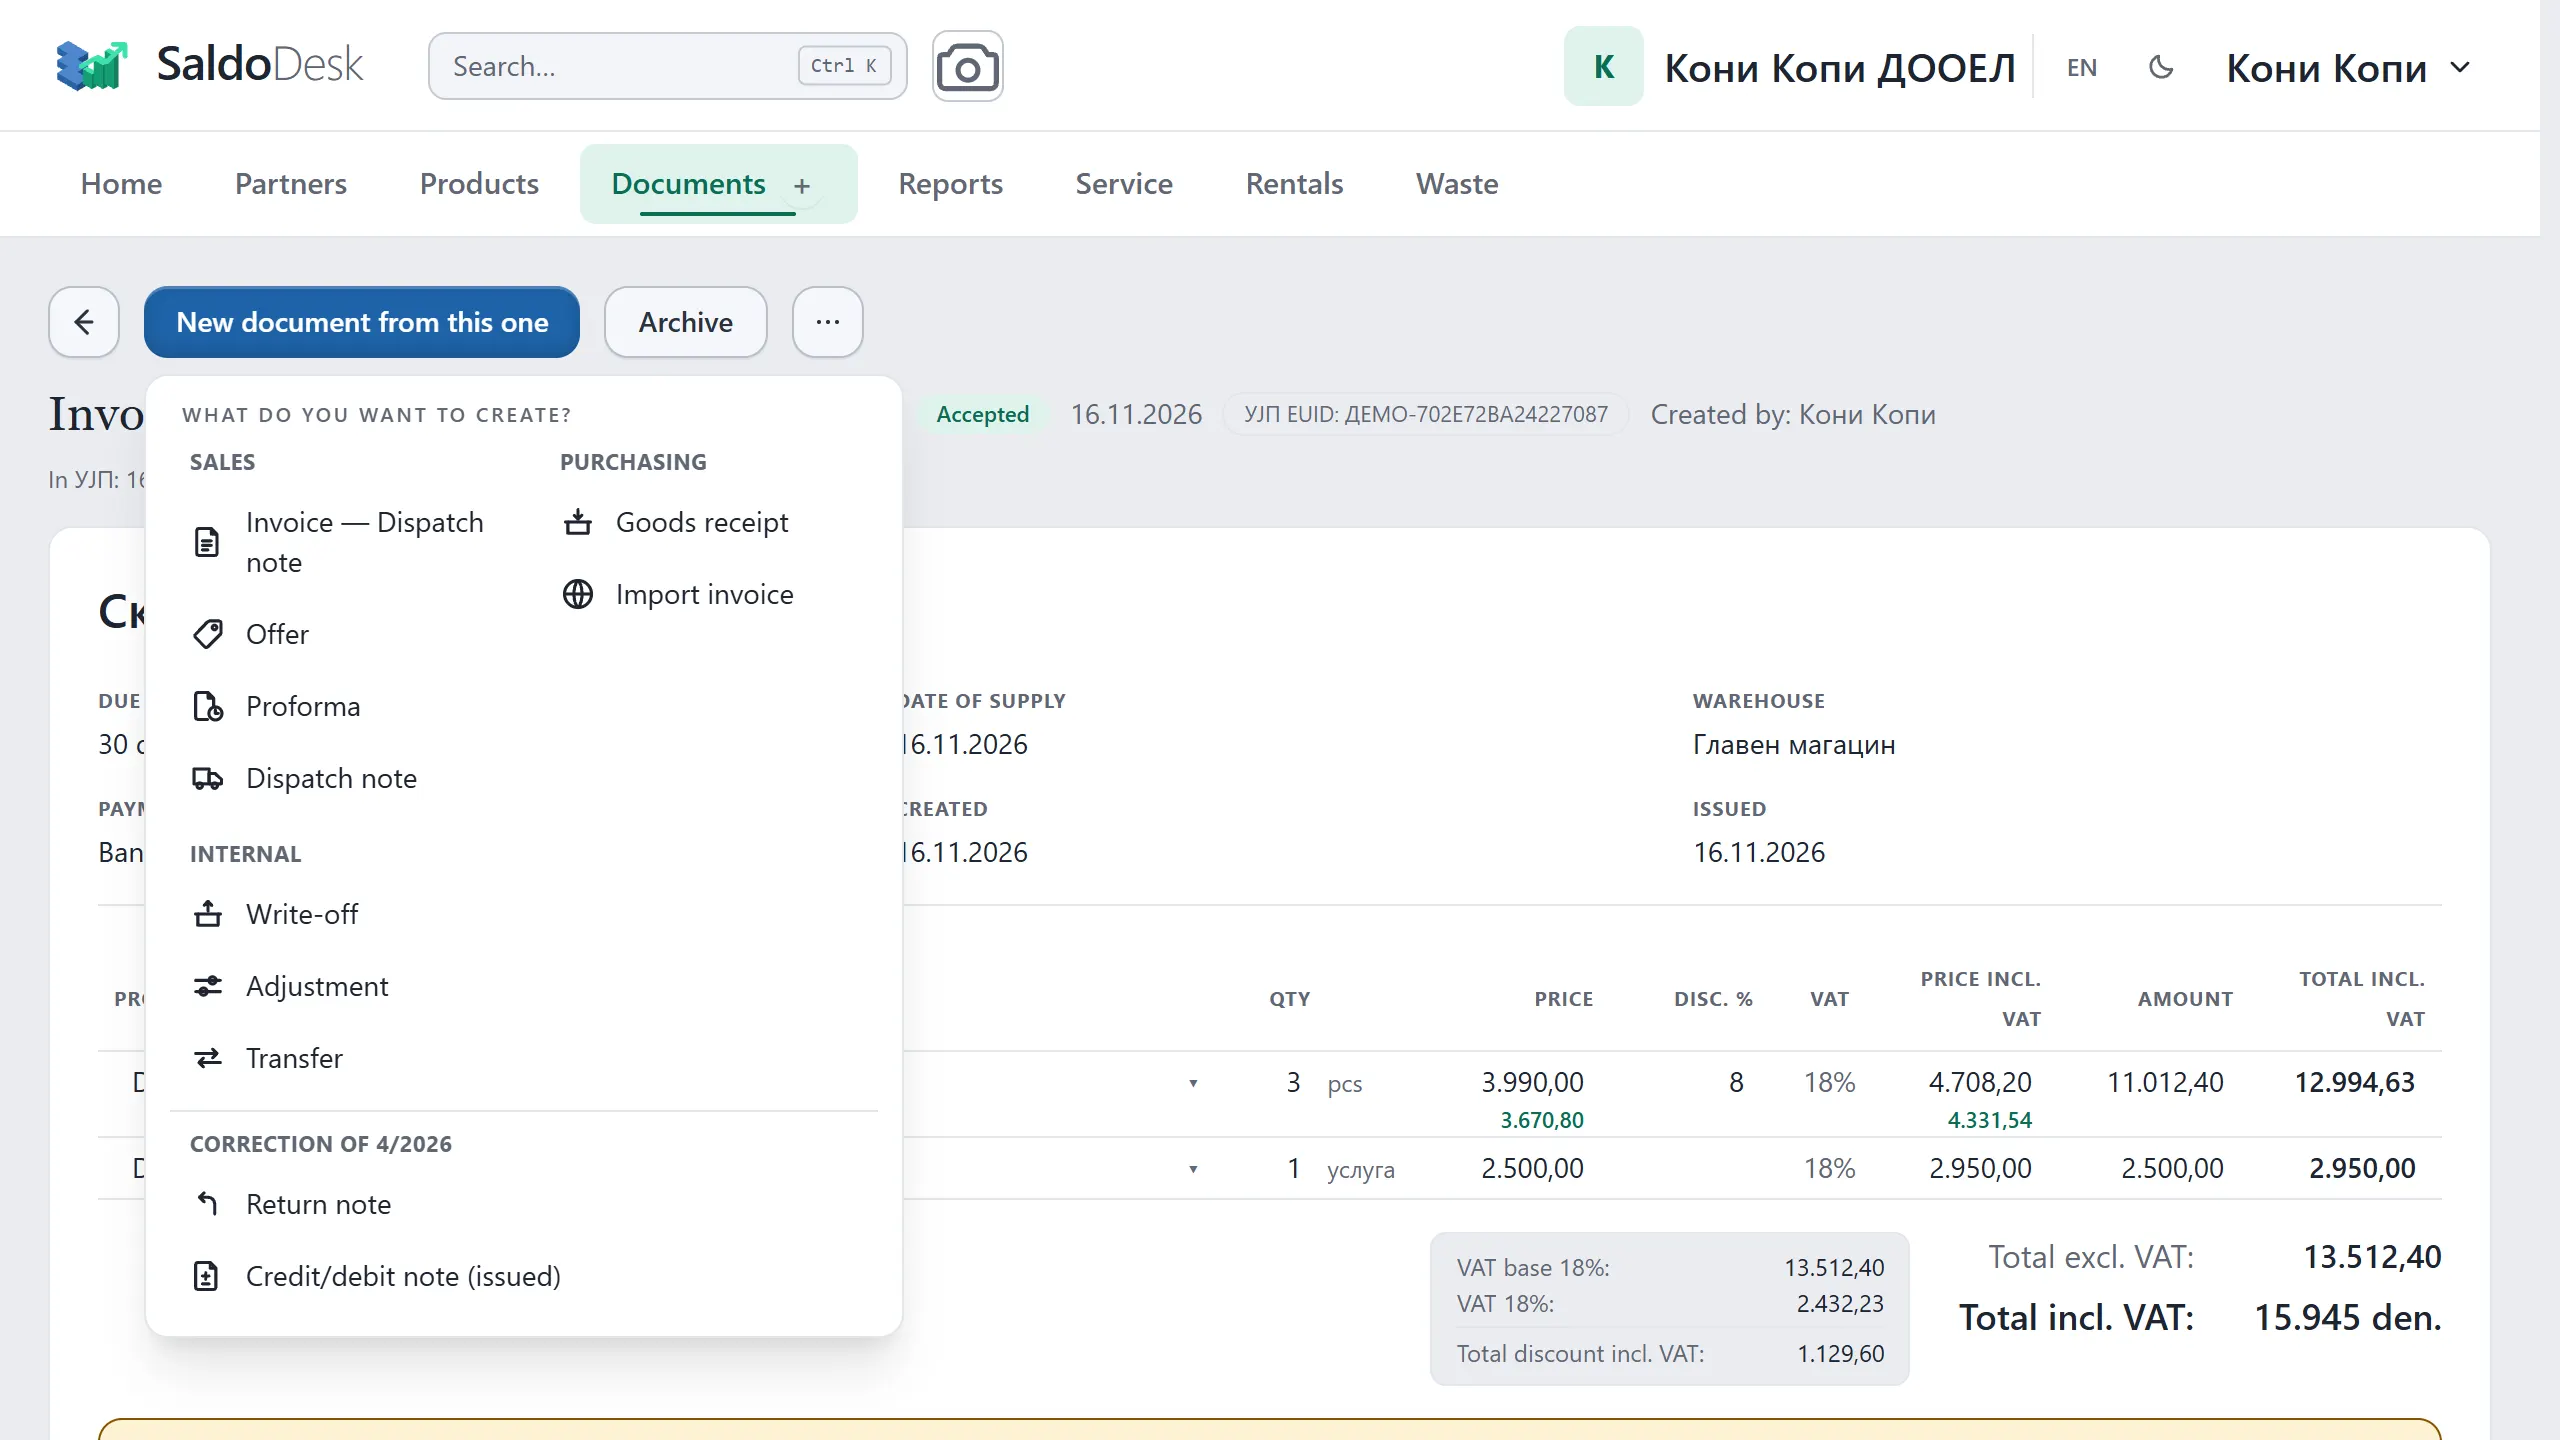 SaldoDesk
Search...
Ctrl K
K
Кони Копи ДООЕЛ
EN
Кони Копи
Home
Partners
Products
Documents +
Reports
Service
Rentals
Waste
New document from this one
Archive
...
Accepted
16.11.2026
УЈП EUID: ДЕМО-702E72BA24227087
Created by: Кони Копи
In УЈП:
WHAT DO YOU WANT TO CREATE?
SALES
Invoice — Dispatch
note
Offer
Proforma
Dispatch note
PURCHASING
Goods receipt
Import invoice
INTERNAL
Write-off
Adjustment
Transfer
CORRECTION OF 4/2026
Return note
Credit/debit note (issued)
DUE
30
DATE OF SUPPLY
16.11.2026
WAREHOUSE
Главен магацин
CREATED
16.11.2026
ISSUED
16.11.2026
QTY PRICE DISC. % VAT PRICE INCL. VAT AMOUNT TOTAL INCL. VAT
3 pcs 3.990,00 8 18% 4.708,20 11.012,40 12.994,63
3.670,80 4.331,54
1 услуга 2.500,00 18% 2.950,00 2.500,00 2.950,00
VAT base 18%: 13.512,40
VAT 18%: 2.432,23
Total discount incl. VAT: 1.129,60
Total excl. VAT: 13.512,40
Total incl. VAT: 15.945 den.